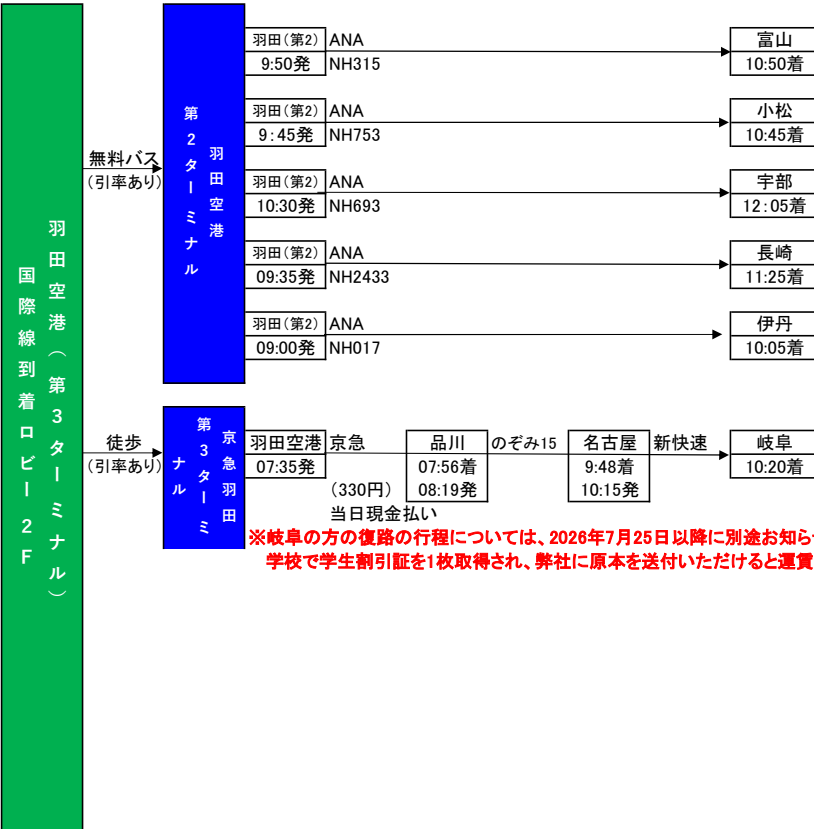 羽田空港（第3ターミナル）
国際線到着ロビー2F
無料バス
(引率あり)
羽田空港
第2ターミナル
羽田(第2) ANA 富山
9:50発 NH315 10:50着
羽田(第2) ANA 小松
9:45発 NH753 10:45着
羽田(第2) ANA 宇部
10:30発 NH693 12:05着
羽田(第2) ANA 長崎
09:35発 NH2433 11:25着
羽田(第2) ANA 伊丹
09:00発 NH017 10:05着
徒歩
(引率あり)
京急羽田
第3ターミ
ナル
羽田空港 京急 品川 のぞみ15 名古屋 新快速 岐阜
07:35発 07:56着 9:48着 10:20着
(330円) 08:19発 10:15発
当日現金払い
※岐阜の方の復路の行程については、2026年7月25日以降に別途お知ら
学校で学生割引証を1枚取得され、弊社に原本を送付いただけると運賃